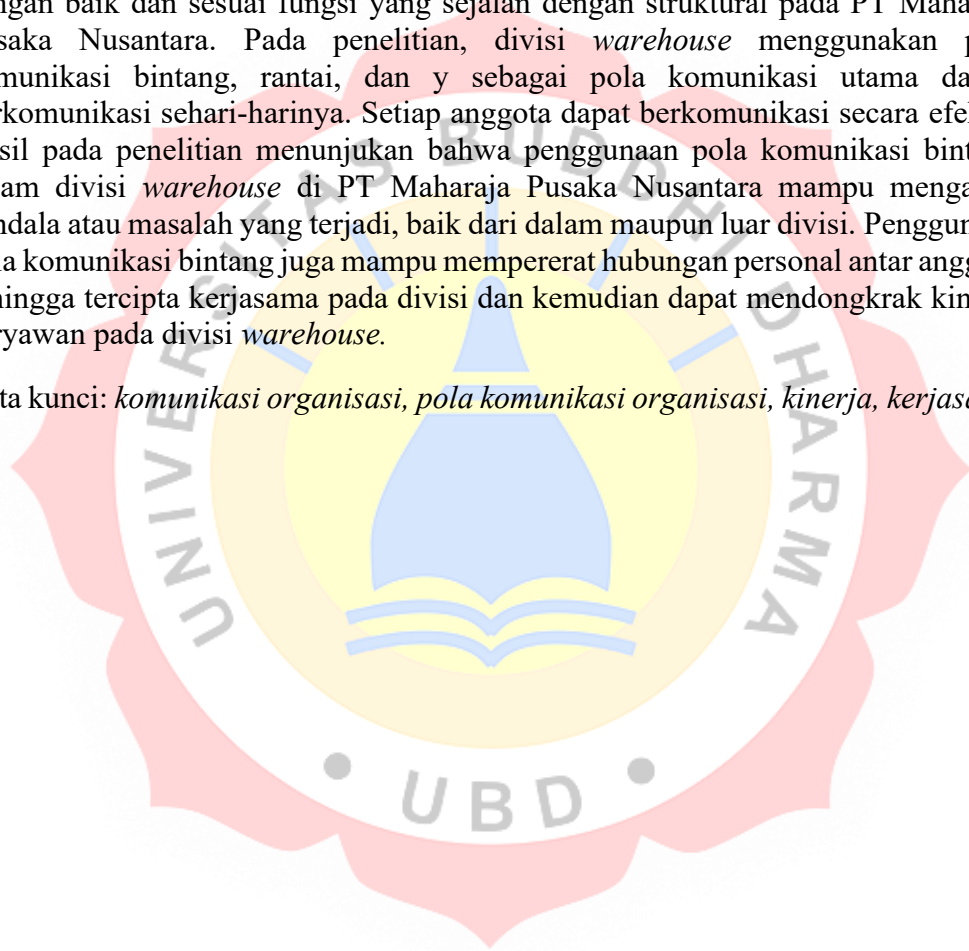 ngan baik dan sesuai fungsi yang sejalan dengan struktural pada PT Maha
saka Nusantara. Pada penelitian, divisi warehouse menggunakan p
munikasi bintang, rantai, dan y sebagai pola komunikasi utama da
rkomunikasi sehari-harinya. Setiap anggota dapat berkomunikasi secara efe
sil pada penelitian menunjukan bahwa penggunaan pola komunikasi bint
am divisi warehouse di PT Maharaja Pusaka Nusantara mampu menga
ndala atau masalah yang terjadi, baik dari dalam maupun luar divisi. Penggun
a komunikasi bintang juga mampu mempererat hubungan personal antar angg
hingga tercipta kerjasama pada divisi dan kemudian dapat mendongkrak kin
ryawan pada divisi warehouse.
ta kunci: komunikasi organisasi, pola komunikasi organisasi, kinerja, kerjasa
UNIVERSITAS BUDDHI DHARMA
• UBD •